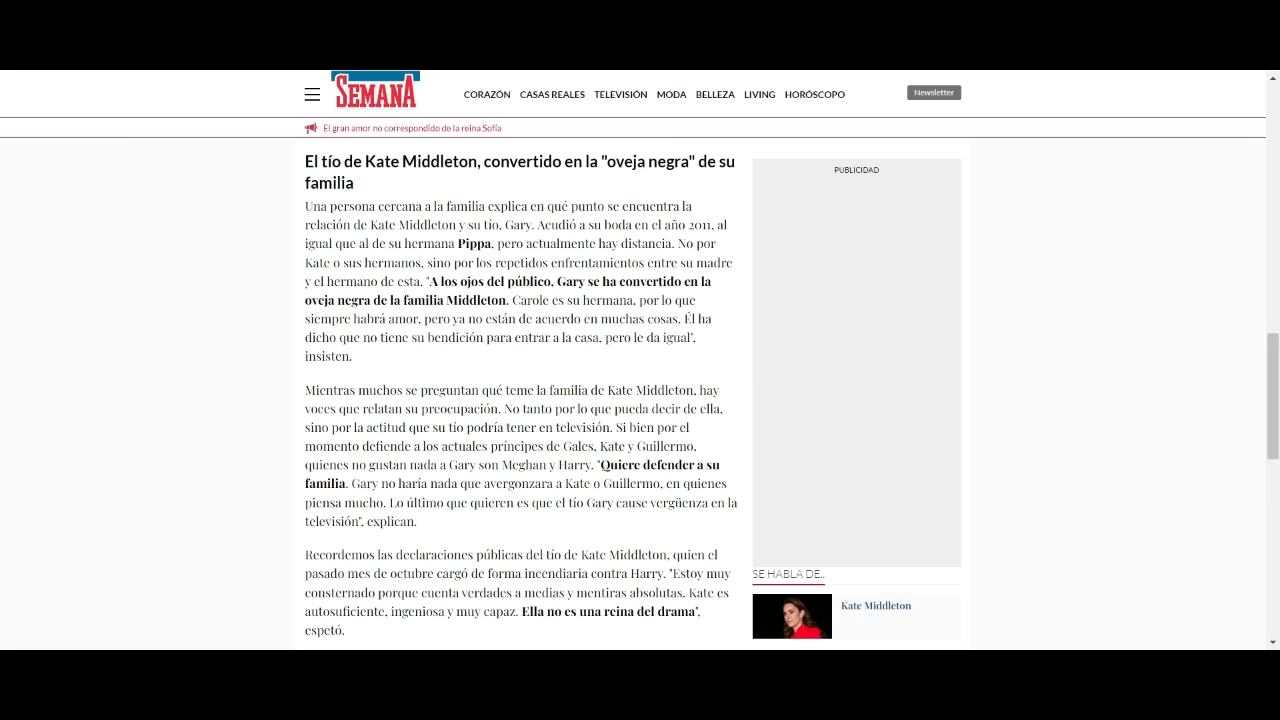 SEMANA
CORAZÓN CASAS REALES TELEVISIÓN MODA BELLEZA LIVING HORÓSCOPO
Newsletter
El gran amor no correspondido de la reina Sofía
El tío de Kate Middleton, convertido en la "oveja negra" de su
familia
Una persona cercana a la familia explica en qué punto se encuentra la
relación de Kate Middleton y su tío, Gary. Acudió a su boda en el año 2011, al
igual que al de su hermana Pippa, pero actualmente hay distancia. No por
Kate o sus hermanos, sino por los repetidos enfrentamientos entre su madre
y el hermano de esta. "A los ojos del público, Gary se ha convertido en la
oveja negra de la familia Middleton. Carole es su hermana, por lo que
siempre habrá amor, pero ya no están de acuerdo en muchas cosas. Él ha
dicho que no tiene su bendición para entrar a la casa, pero le da igual",
insisten.
Mientras muchos se preguntan qué teme la familia de Kate Middleton, hay
voces que relatan su preocupación. No tanto por lo que pueda decir de ella,
sino por la actitud que su tío podría tener en televisión. Si bien por el
momento defiende a los actuales príncipes de Gales, Kate y Guillermo,
quienes no gustan nada a Gary son Meghan y Harry. "Quiere defender a su
familia. Gary no haría nada que avergonzara a Kate o Guillermo, en quienes
piensa mucho. Lo último que quieren es que el tío Gary cause vergüenza en la
televisión", explican.
Recordemos las declaraciones públicas del tío de Kate Middleton, quien el
pasado mes de octubre cargó de forma incendiaria contra Harry. "Estoy muy
consternado porque cuenta verdades a medias y mentiras absolutas. Kate es
autosuficiente, ingeniosa y muy capaz. Ella no es una reina del drama",
espetó.
PUBLICIDAD
SE HABLA DE..
Kate Middleton